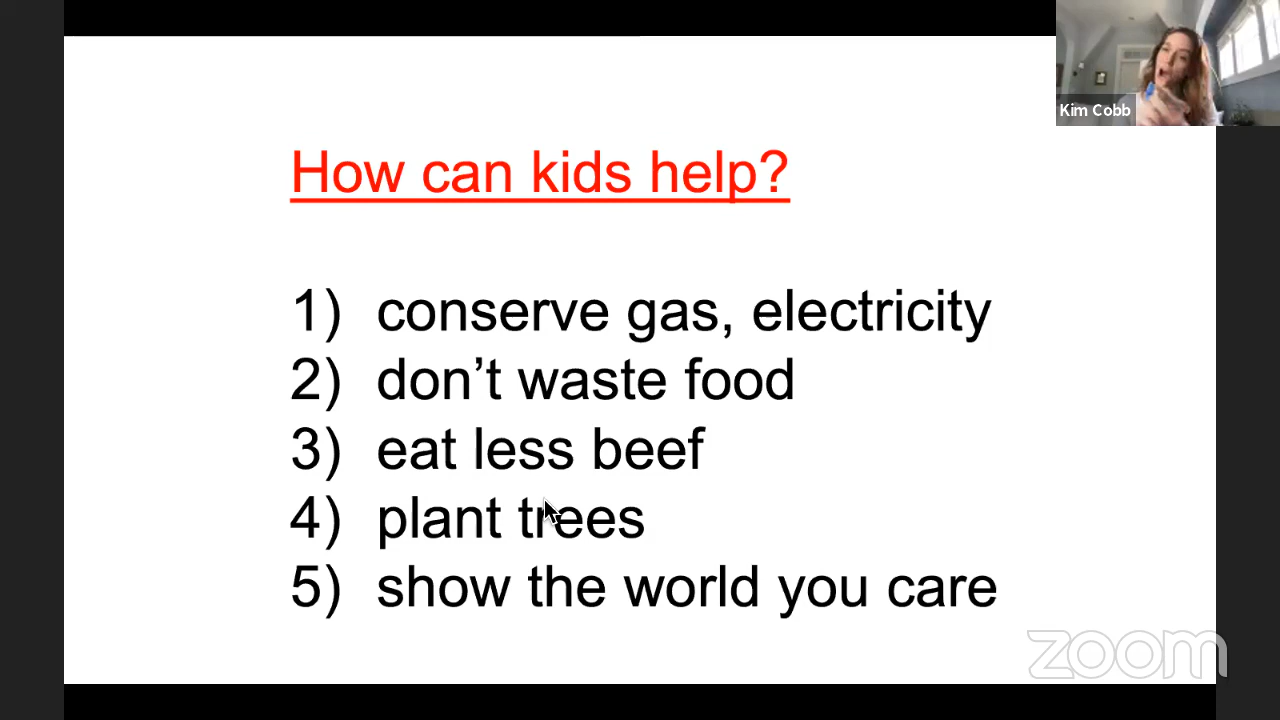 Kim Cobb
How can kids help?
1) conserve gas, electricity
2) don’t waste food
3) eat less beef
4) plant trees
5) show the world you care
zoom